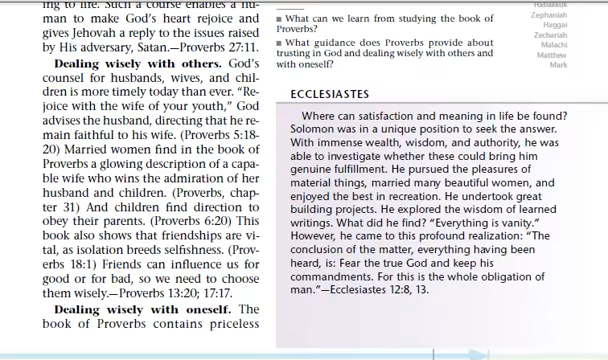 ing to life. Such a course enables a hu-
man to make God's heart rejoice and
gives Jehovah a reply to the issues raised
by His adversary, Satan.—Proverbs 27:11.
Dealing wisely with others. God's
counsel for husbands, wives, and chil-
dren is more timely today than ever. "Re-
joice with the wife of your youth," God
advises the husband, directing that he re-
main faithful to his wife. (Proverbs 5:18-
20) Married women find in the book of
Proverbs a glowing description of a capa-
ble wife who wins the admiration of her
husband and children. (Proverbs, chap-
ter 31) And children find direction to
obey their parents. (Proverbs 6:20) This
book also shows that friendships are vi-
tal, as isolation breeds selfishness. (Prov-
erbs 18:1) Friends can influence us for
good or for bad, so we need to choose
them wisely.—Proverbs 13:20; 17:17.
Dealing wisely with oneself. The
book of Proverbs contains priceless
■ What can we learn from studying the book of
Proverbs?
■ What guidance does Proverbs provide about
trusting in God and dealing wisely with others and
with oneself?
ECCLESIASTES
Where can satisfaction and meaning in life be found?
Solomon was in a unique position to seek the answer.
With immense wealth, wisdom, and authority, he was
able to investigate whether these could bring him
genuine fulfillment. He pursued the pleasures of
material things, married many beautiful women, and
enjoyed the best in recreation. He undertook great
building projects. He explored the wisdom of learned
writings. What did he find? "Everything is vanity."
However, he came to this profound realization: "The
conclusion of the matter, everything having been
heard, is: Fear the true God and keep his
commandments. For this is the whole obligation of
man."—Ecclesiastes 12:8, 13.
Habakkuk
Zephaniah
Haggai
Zechariah
Malachi
Matthew
Mark